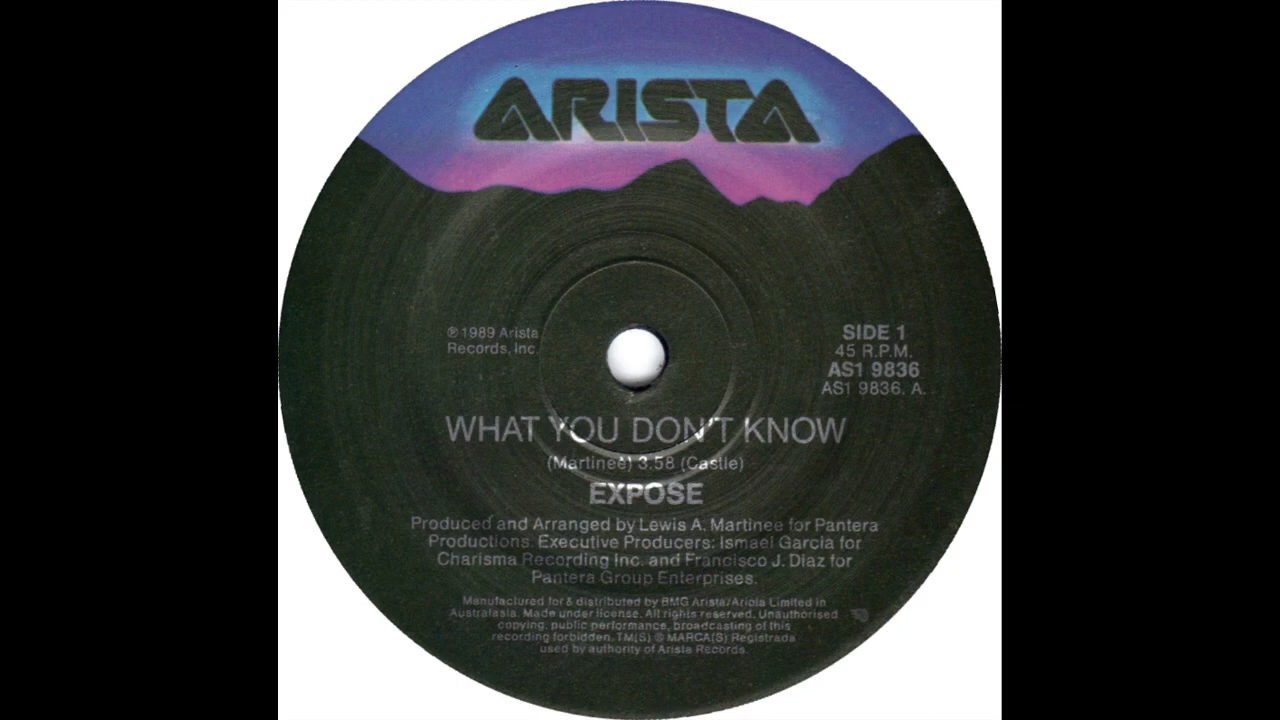 ARISTA
℗ 1989 Arista
Records, Inc.
SIDE 1
45 R.P.M.
AS1 9836
AS1 9836. A.
WHAT YOU DON'T KNOW
(Martineé) 3.58 (Castle)
EXPOSE
Produced and Arranged by Lewis A. Martineé for Pantera
Productions. Executive Producers: Ismael Garcia for
Charisma Recording Inc. and Francisco J. Diaz for
Pantera Group Enterprises.
Manufactured for & distributed by BMG Arista/Ariola Limited in
Australasia. Made under license. All rights reserved. Unauthorised
copying, public performance, broadcasting of this
recording forbidden. TM(S) ® MARCA(S) Registrada
used by authority of Arista Records.